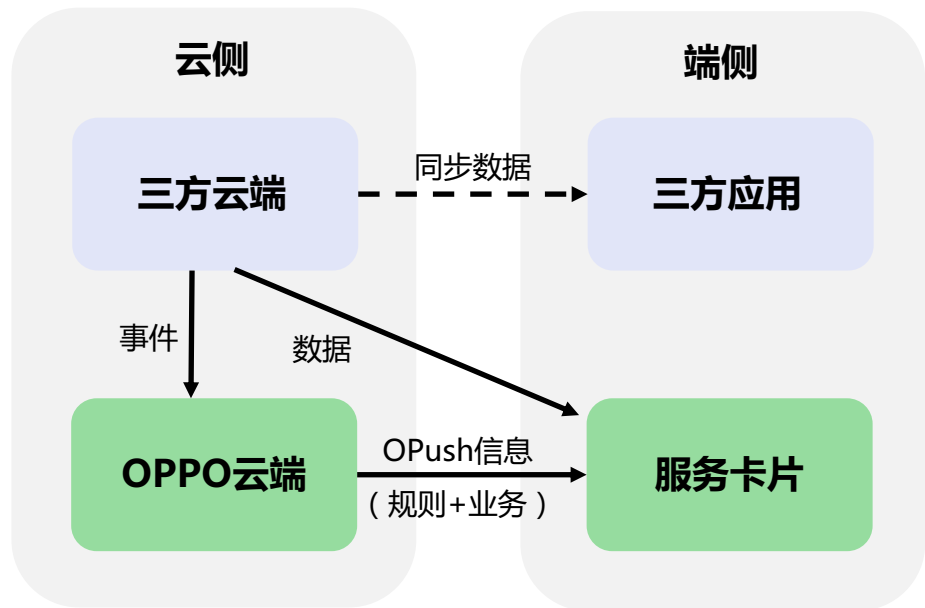 云侧
端侧
三方云端
同步数据
三方应用
事件
数据
OPPO云端
OPush信息
（规则+业务）
服务卡片